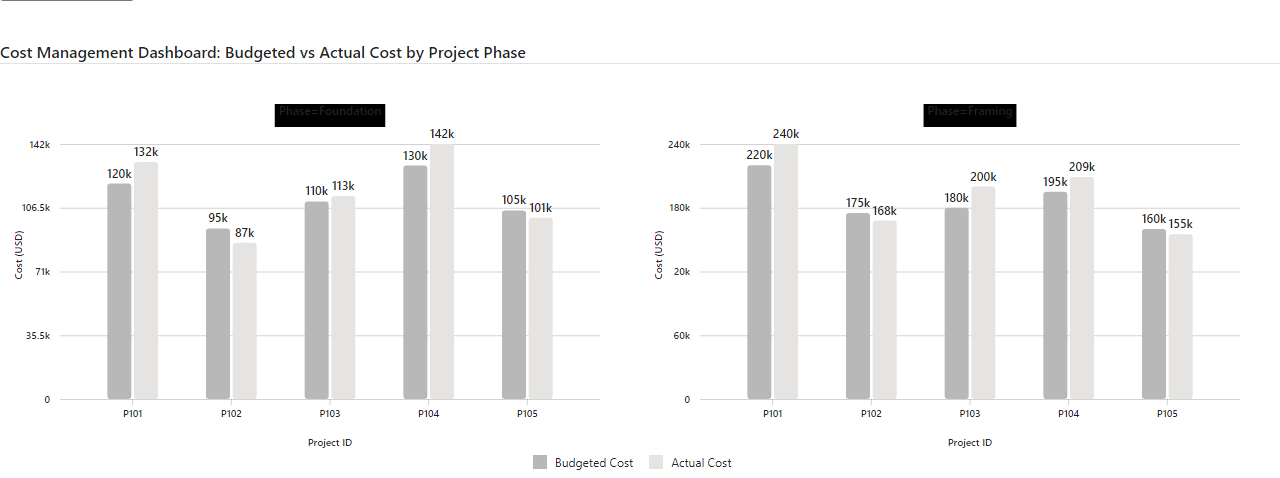 Cost Management Dashboard: Budgeted vs Actual Cost by Project Phase
Phase=Foundation
142k
106.5k
71k
35.5k
0
Cost (USD)
120k
132k
95k
87k
110k
113k
130k
142k
105k
101k
P101
P102
P103
P104
P105
Project ID
Phase=Framing
240k
180k
20k
60k
0
Cost (USD)
220k
240k
175k
168k
180k
200k
195k
209k
160k
155k
P101
P102
P103
P104
P105
Project ID
Budgeted Cost
Actual Cost